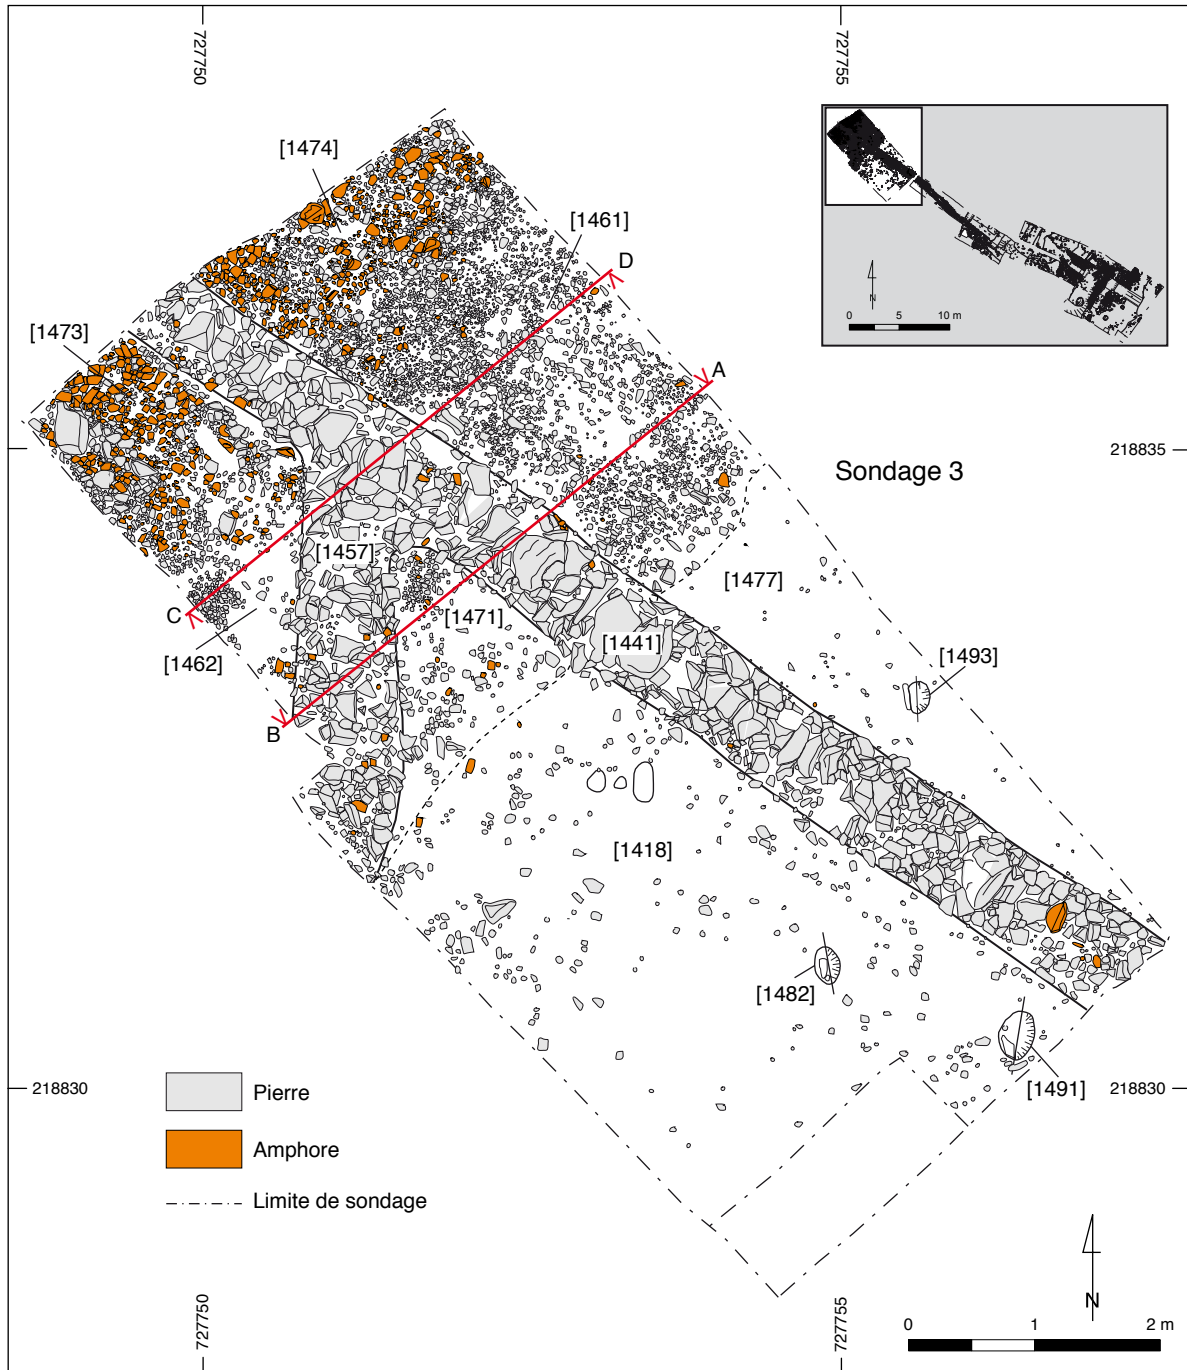 727750
727755
[1474]
[1461]
D
N
0 5 10 m
[1473]
A
218835
Sondage 3
[1457]
[1477]
C
[1471]
[1441]
[1462]
[1493]
B
[1418]
[1482]
[1491]
218830
218830
Pierre
Amphore
Limite de sondage
N
727750
727755
0 1 2 m